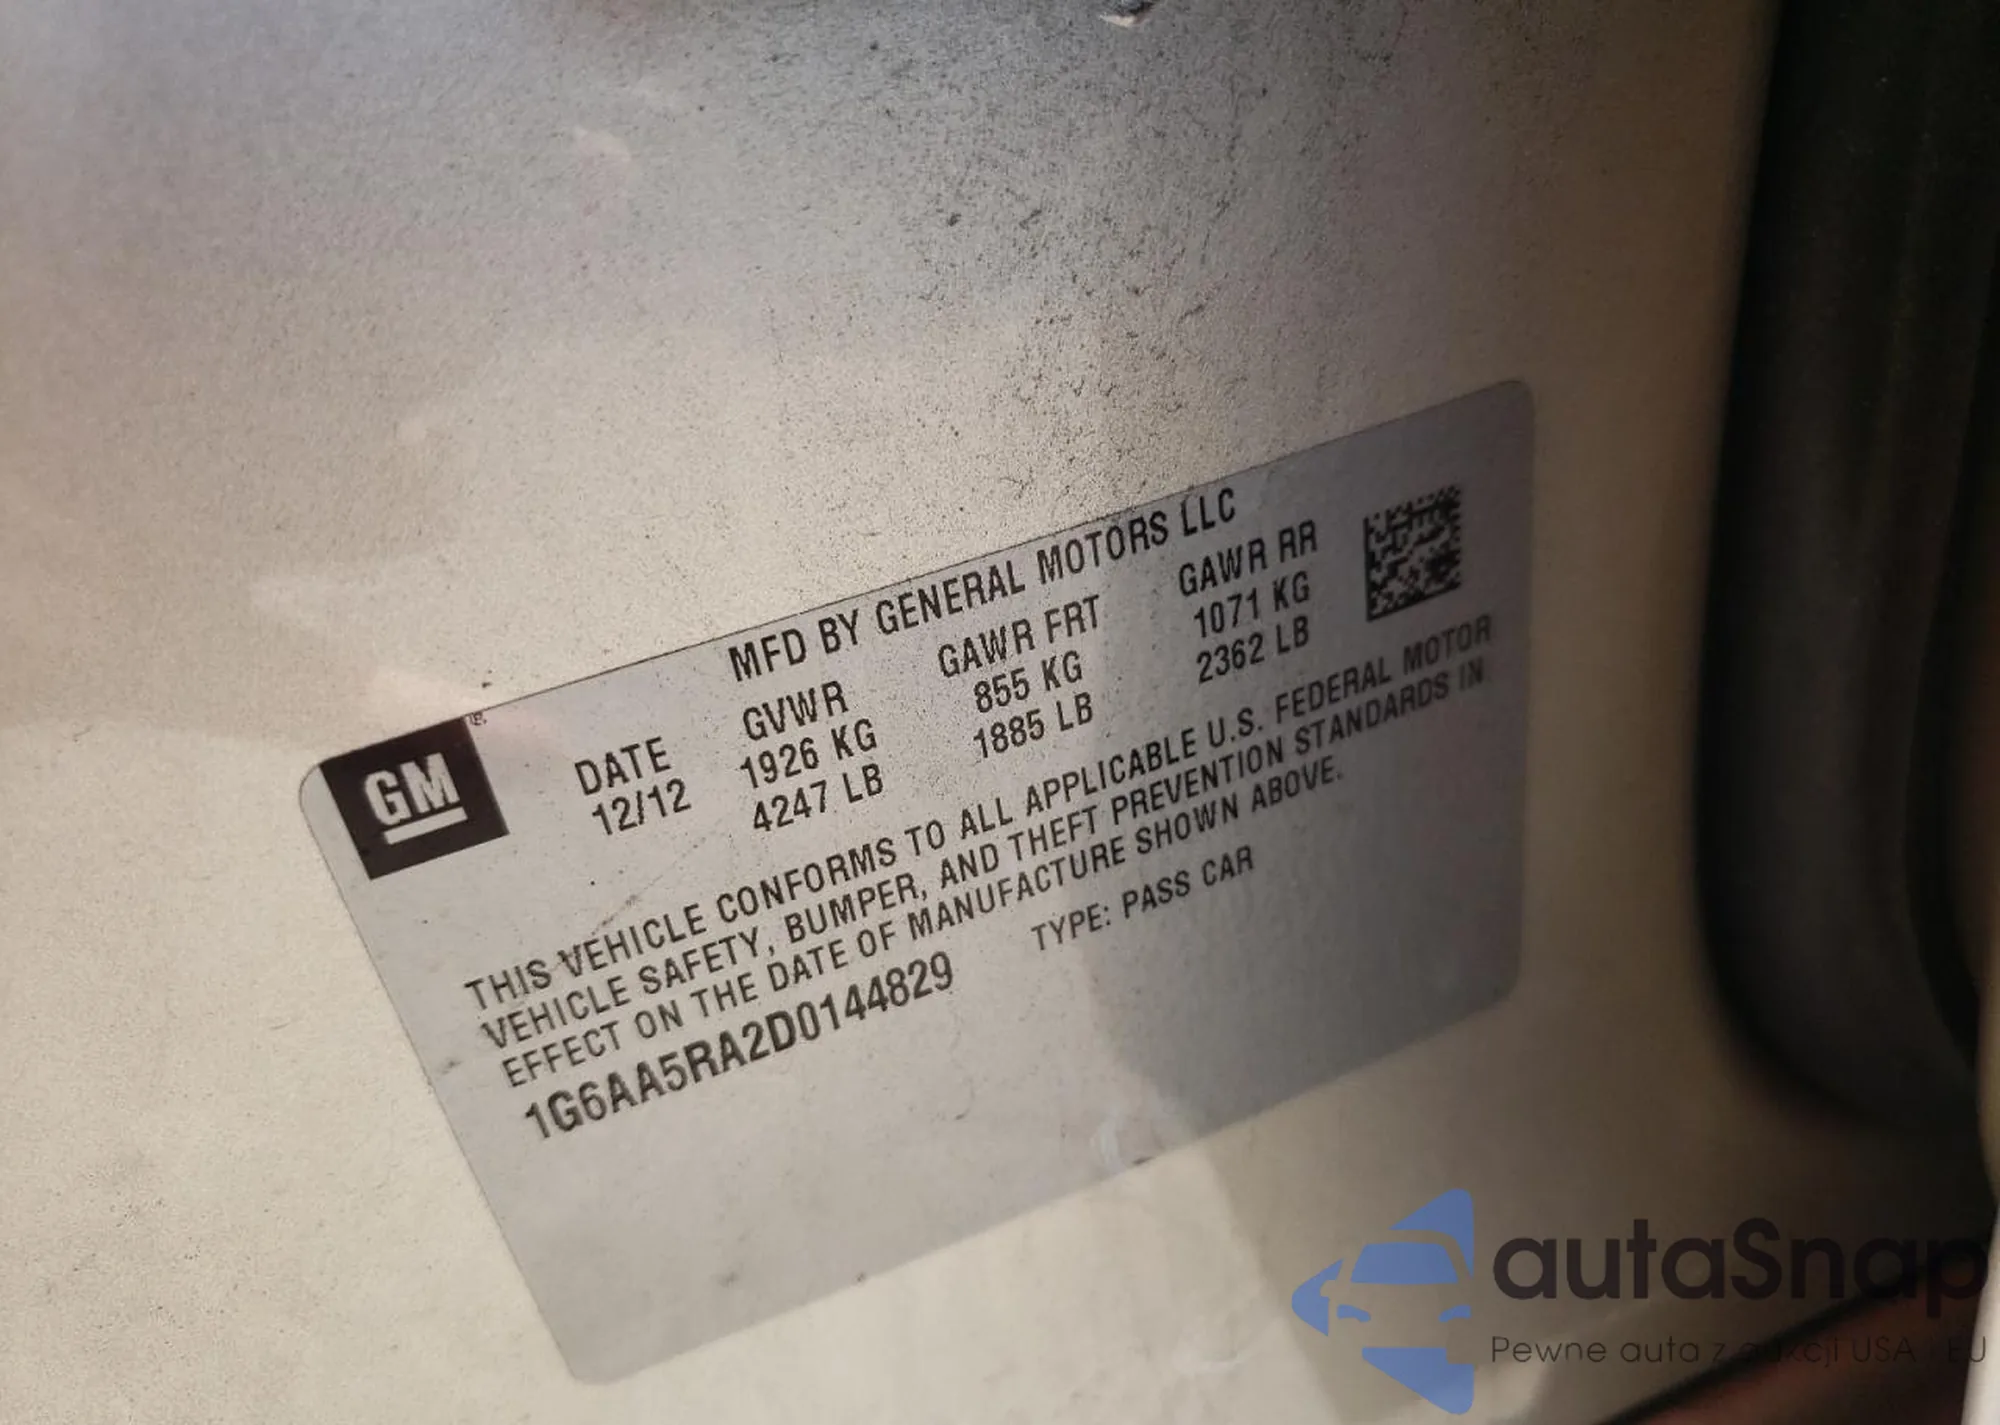 MFD BY GENERAL MOTORS LLC
GM
DATE GVWR GAWR FRT GAWR RR
12/12 1926 KG 855 KG 1071 KG
4247 LB 1885 LB 2362 LB
THIS VEHICLE CONFORMS TO ALL APPLICABLE U.S. FEDERAL MOTOR
VEHICLE SAFETY, BUMPER, AND THEFT PREVENTION STANDARDS IN
EFFECT ON THE DATE OF MANUFACTURE SHOWN ABOVE.
1G6AA5RA2D0144829 TYPE: PASS CAR
autaSnap
Pewne auta z aukcji USA i EU